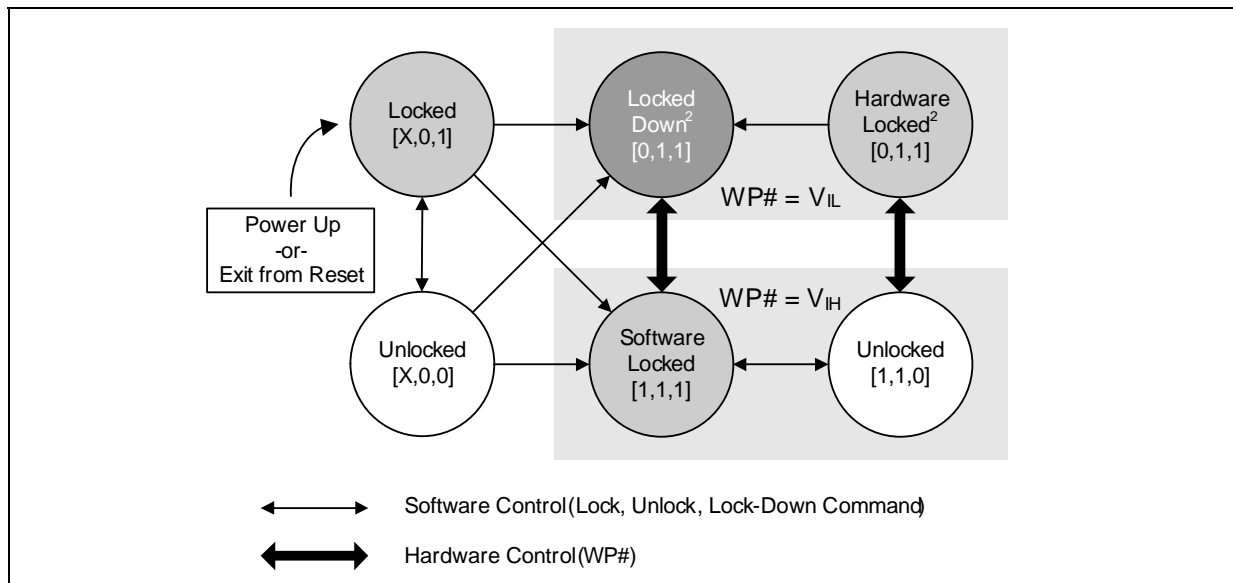 Locked
[X,0,1]
Locked
Down2
[0,1,1]
Hardware
Locked2
[0,1,1]
WP# = VIL
Power Up
-or-
Exit from Reset
WP# = VIH
Unlocked
[X,0,0]
Software
Locked
[1,1,1]
Unlocked
[1,1,0]
Software Control(Lock, Unlock, Lock-Down Command)
Hardware Control(WP#)